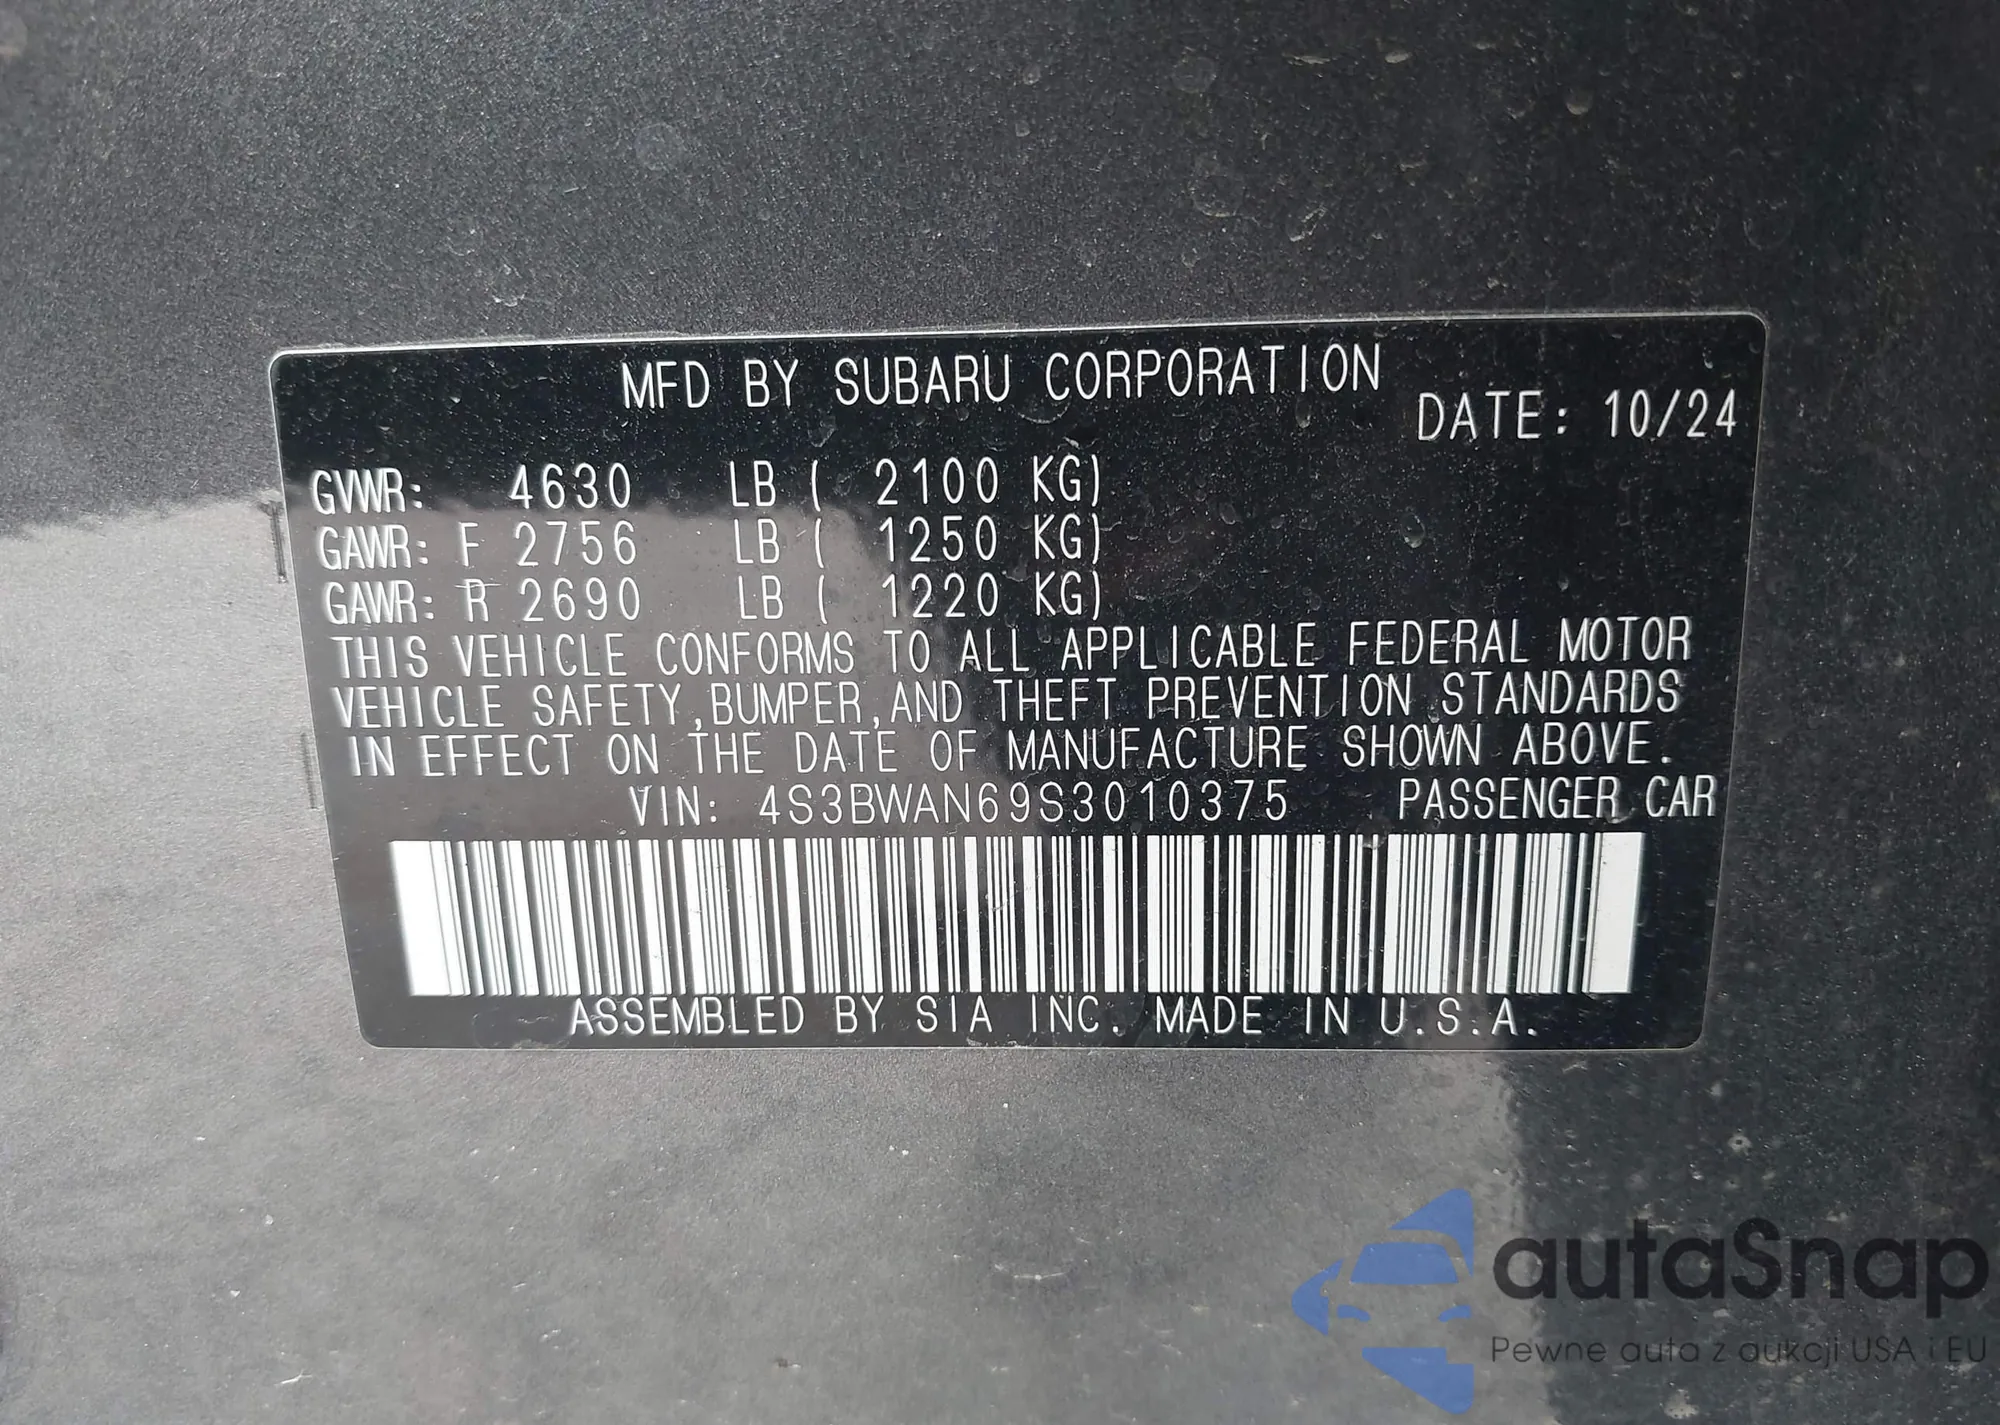 MFD BY SUBARU CORPORATION
DATE: 10/24
GVWR: 4630 LB ( 2100 KG)
GAWR: F 2756 LB ( 1250 KG)
GAWR: R 2690 LB ( 1220 KG)
THIS VEHICLE CONFORMS TO ALL APPLICABLE FEDERAL MOTOR
VEHICLE SAFETY,BUMPER,AND THEFT PREVENTION STANDARDS
IN EFFECT ON THE DATE OF MANUFACTURE SHOWN ABOVE.
VIN: 4S3BWAN69S3010375 PASSENGER CAR
ASSEMBLED BY SIA INC. MADE IN U.S.A.
autaSnap
Pewne auta z aukcji USA i EU